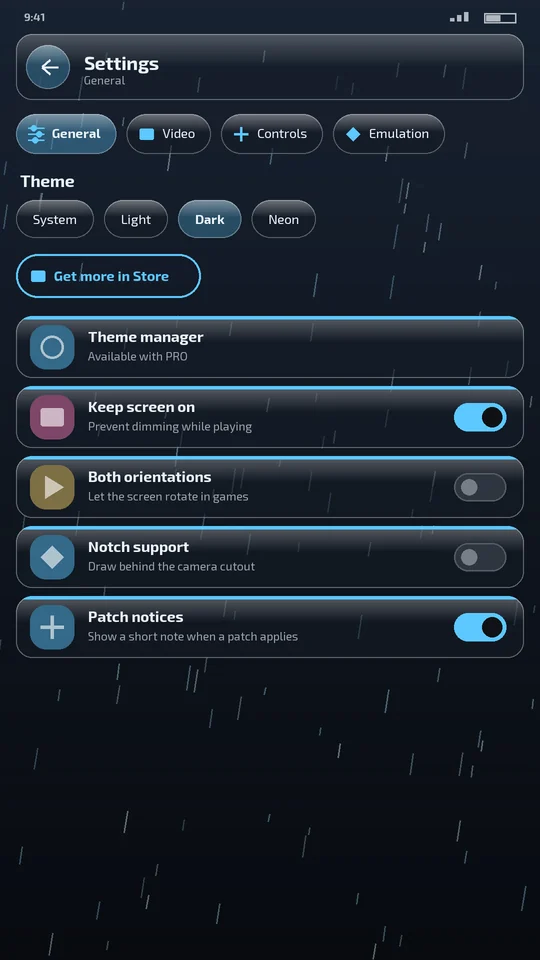 9:41
Settings
General
General
Video
Controls
Emulation
Theme
System
Light
Dark
Neon
Get more in Store
Theme manager
Available with PRO
Keep screen on
Prevent dimming while playing
Both orientations
Let the screen rotate in games
Notch support
Draw behind the camera cutout
Patch notices
Show a short note when a patch applies